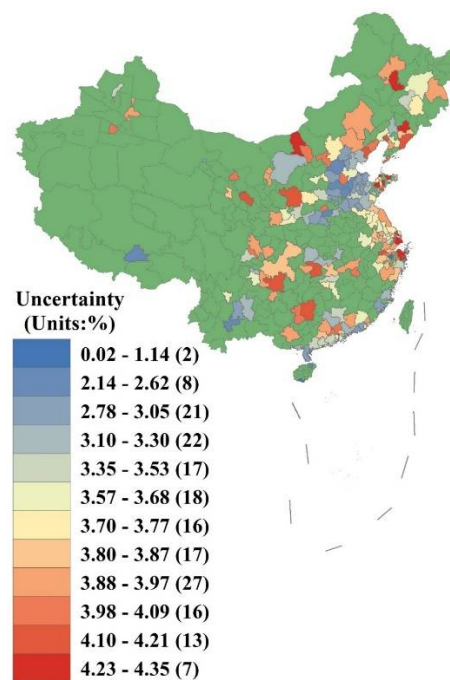 Uncertainty
(Units:%)
0.02 - 1.14 (2)
2.14 - 2.62 (8)
2.78 - 3.05 (21)
3.10 - 3.30 (22)
3.35 - 3.53 (17)
3.57 - 3.68 (18)
3.70 - 3.77 (16)
3.80 - 3.87 (17)
3.88 - 3.97 (27)
3.98 - 4.09 (16)
4.10 - 4.21 (13)
4.23 - 4.35 (7)